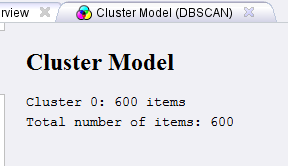 rview
Cluster Model (DBSCAN)
Cluster Model
Cluster 0: 600 items
Total number of items: 600